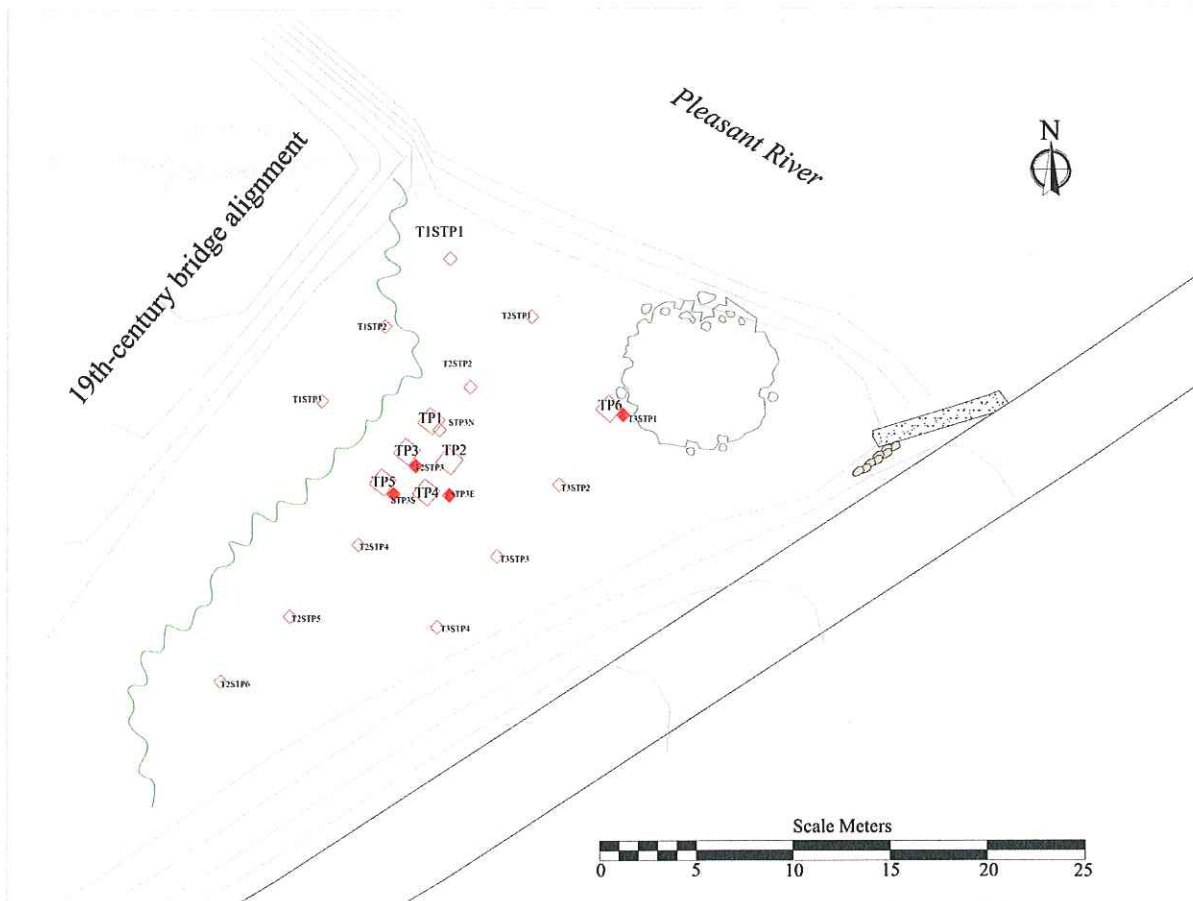 Pleasant River
N
19th-century bridge alignment
T1STP1
T2STP1
T1STP2
T2STP2
T1STP3
TP6
T3STP1
TP1
STP3N
TP3
TP2
T2STP3
TP5
TP4
STP3E
STP3S
T3STP2
T2STP4
T3STP3
T2STP5
T3STP4
T2STP6
Scale Meters
0 5 10 15 20 25